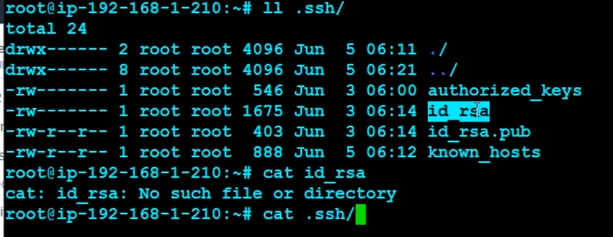 root@ip-192-168-1-210:~# ll .ssh/
total 24
drwx------ 2 root root 4096 Jun  5 06:11 ./
drwx------ 8 root root 4096 Jun  5 06:21 ../
-rw------- 1 root root  546 Jun  3 06:00 authorized_keys
-rw------- 1 root root 1675 Jun  3 06:14 id_rsa
-rw-r--r-- 1 root root  403 Jun  3 06:14 id_rsa.pub
-rw-r--r-- 1 root root  888 Jun  5 06:12 known_hosts
root@ip-192-168-1-210:~# cat id_rsa
cat: id_rsa: No such file or directory
root@ip-192-168-1-210:~# cat .ssh/